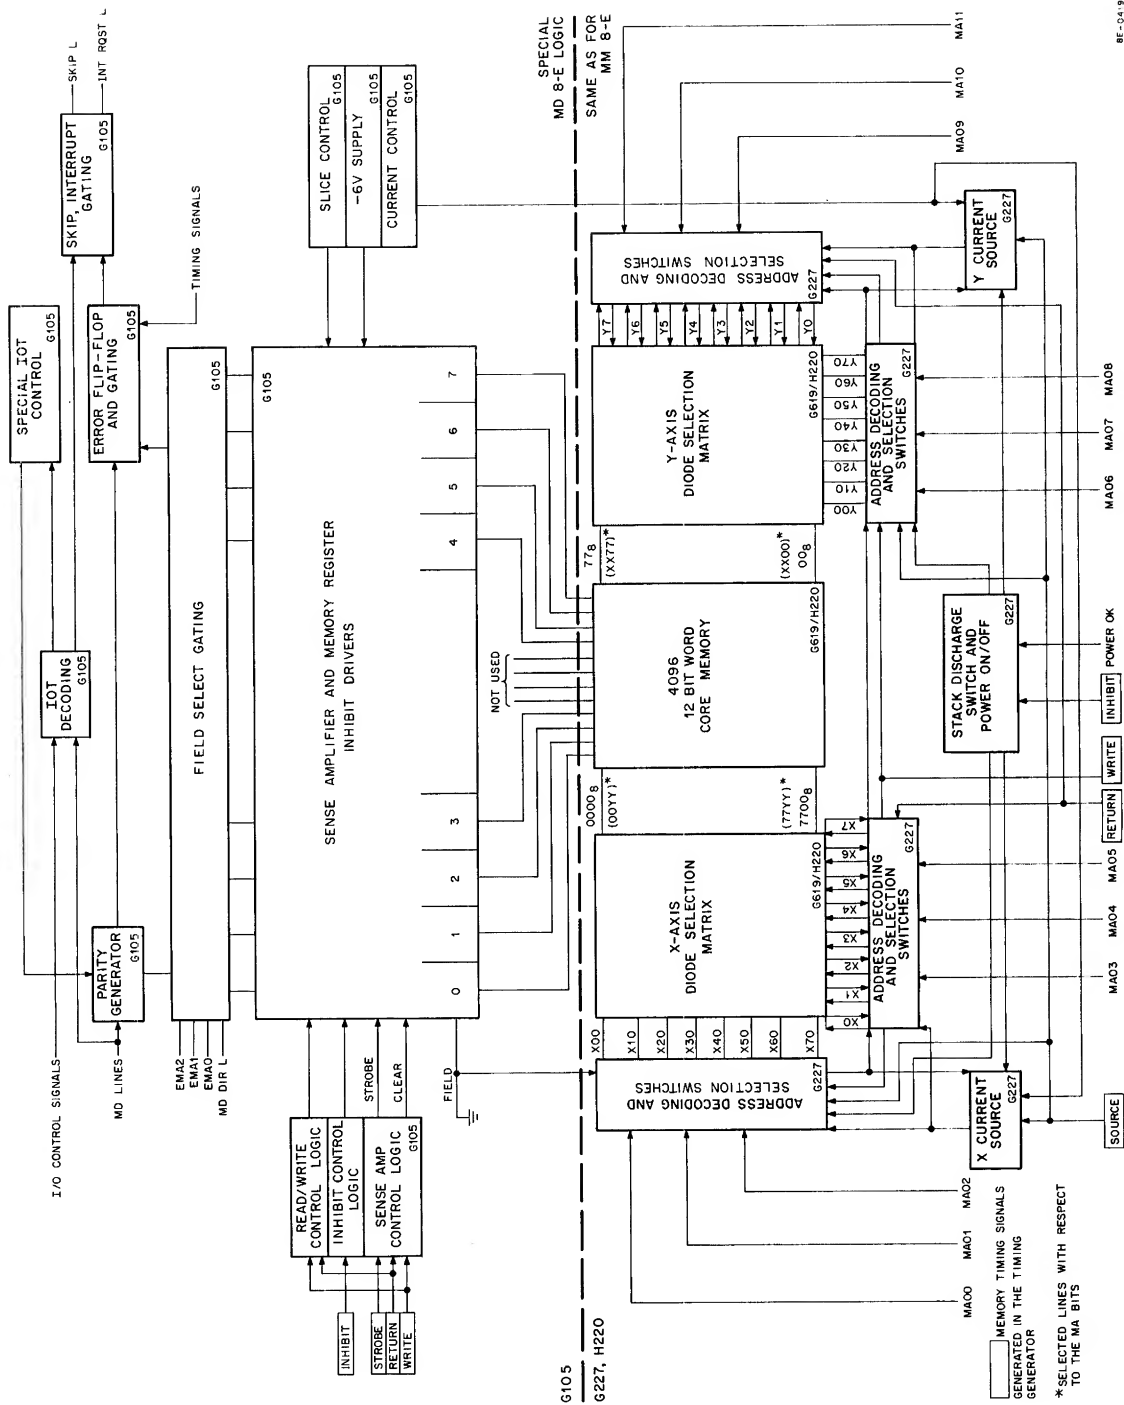 I/O CONTROL SIGNALS
MD LINES
SPECIAL IOT
CONTROL
G105
IOT
DECODING
G105
PARITY
GENERATOR
G105
ERROR FLIP-FLOP
AND GATING
G105
SKIP, INTERRUPT
GATING
G105
SKIP L
INT RQST L
TIMING SIGNALS
EMA2
EMA1
EMA0
MD DIR L
FIELD SELECT GATING
G105
G105
SENSE AMPLIFIER AND MEMORY REGISTER
INHIBIT DRIVERS
0
1
2
3
4
5
6
7
SLICE CONTROL
G105
-6V SUPPLY
G105
CURRENT CONTROL
G105
READ/WRITE
CONTROL LOGIC
INHIBIT CONTROL
LOGIC
SENSE AMP
CONTROL LOGIC
G105
INHIBIT
STROBE
RETURN
WRITE
STROBE
CLEAR
FIELD
NOT USED
G105
G227, H220
SPECIAL
MD 8-E LOGIC
SAME AS FOR
MM 8-E
ADDRESS DECODING AND
SELECTION SWITCHES
G227
X00
X10
X20
X30
X40
X50
X60
X70
X-AXIS
DIODE SELECTION
MATRIX
G619/H220
0000₈
(00YY)*
(77YY)*
7700₈
4096
12 BIT WORD
CORE MEMORY
G619/H220
77₈
(XX77)*
(XX00)*
00₈
Y-AXIS
DIODE SELECTION
MATRIX
G619/H220
Y7
Y6
Y5
Y4
Y3
Y2
Y1
Y0
ADDRESS DECODING AND
SELECTION SWITCHES
G227
X0
X1
X2
X3
X4
X5
X6
X7
ADDRESS DECODING
AND SELECTION
SWITCHES
G227
Y00
Y10
Y20
Y30
Y40
Y50
Y60
Y70
ADDRESS DECODING
AND SELECTION
SWITCHES
G227
X CURRENT
SOURCE
G227
STACK DISCHARGE
SWITCH AND
POWER ON/OFF
G227
Y CURRENT
SOURCE
G227
MA00
MA01
MA02
MA09
MA10
MA11
SOURCE
MA03
MA04
MA05
RETURN
WRITE
INHIBIT
POWER OK
MA06
MA07
MA08
MEMORY TIMING SIGNALS
GENERATED IN THE TIMING
GENERATOR
*SELECTED LINES WITH RESPECT
TO THE MA BITS
8E-0419